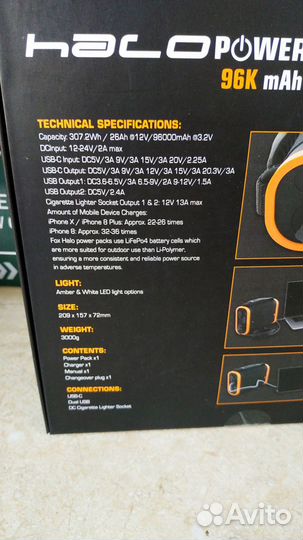 HALO POWER
96K mAh
TECHNICAL SPECIFICATIONS:
Capacity: 307.2Wh / 26Ah @12V/96000mAh @3.2V
DCInput: 12-24V/2A max
USB-C Input: DC5V/3A 9V/3A 15V/3A 20V/2.25A
USB-C Output: DC5V/3A 9V/3A 12V/3A 15V/3A 20.3V/3A
USB Output1: DC3.6-6.5V/3A 6.5-9V/2A 9-12V/1.5A
USB Output2: DC5V/2.4A
Cigarette Lighter Socket Output 1 & 2: 12V 13A max
Amount of Mobile Device Charges:
iPhone X / iPhone 8 Plus: Approx. 22-26 times
iPhone 8: Approx. 32-36 times
Fox Halo power packs use LiFePo4 battery cells which
are more suited for outdoor use than Li-Polymer,
ensuring a more consistent and reliable power source
in adverse temperatures.
LIGHT:
Amber & White LED light options
SIZE:
209 x 157 x 72mm
WEIGHT:
3000g
CONTENTS:
Power Pack x1
Charger x1
Manual x1
Changeover plug x1
CONNECTIONS:
USB-C
Dual USB
DC Cigarette Lighter Socket
Avito